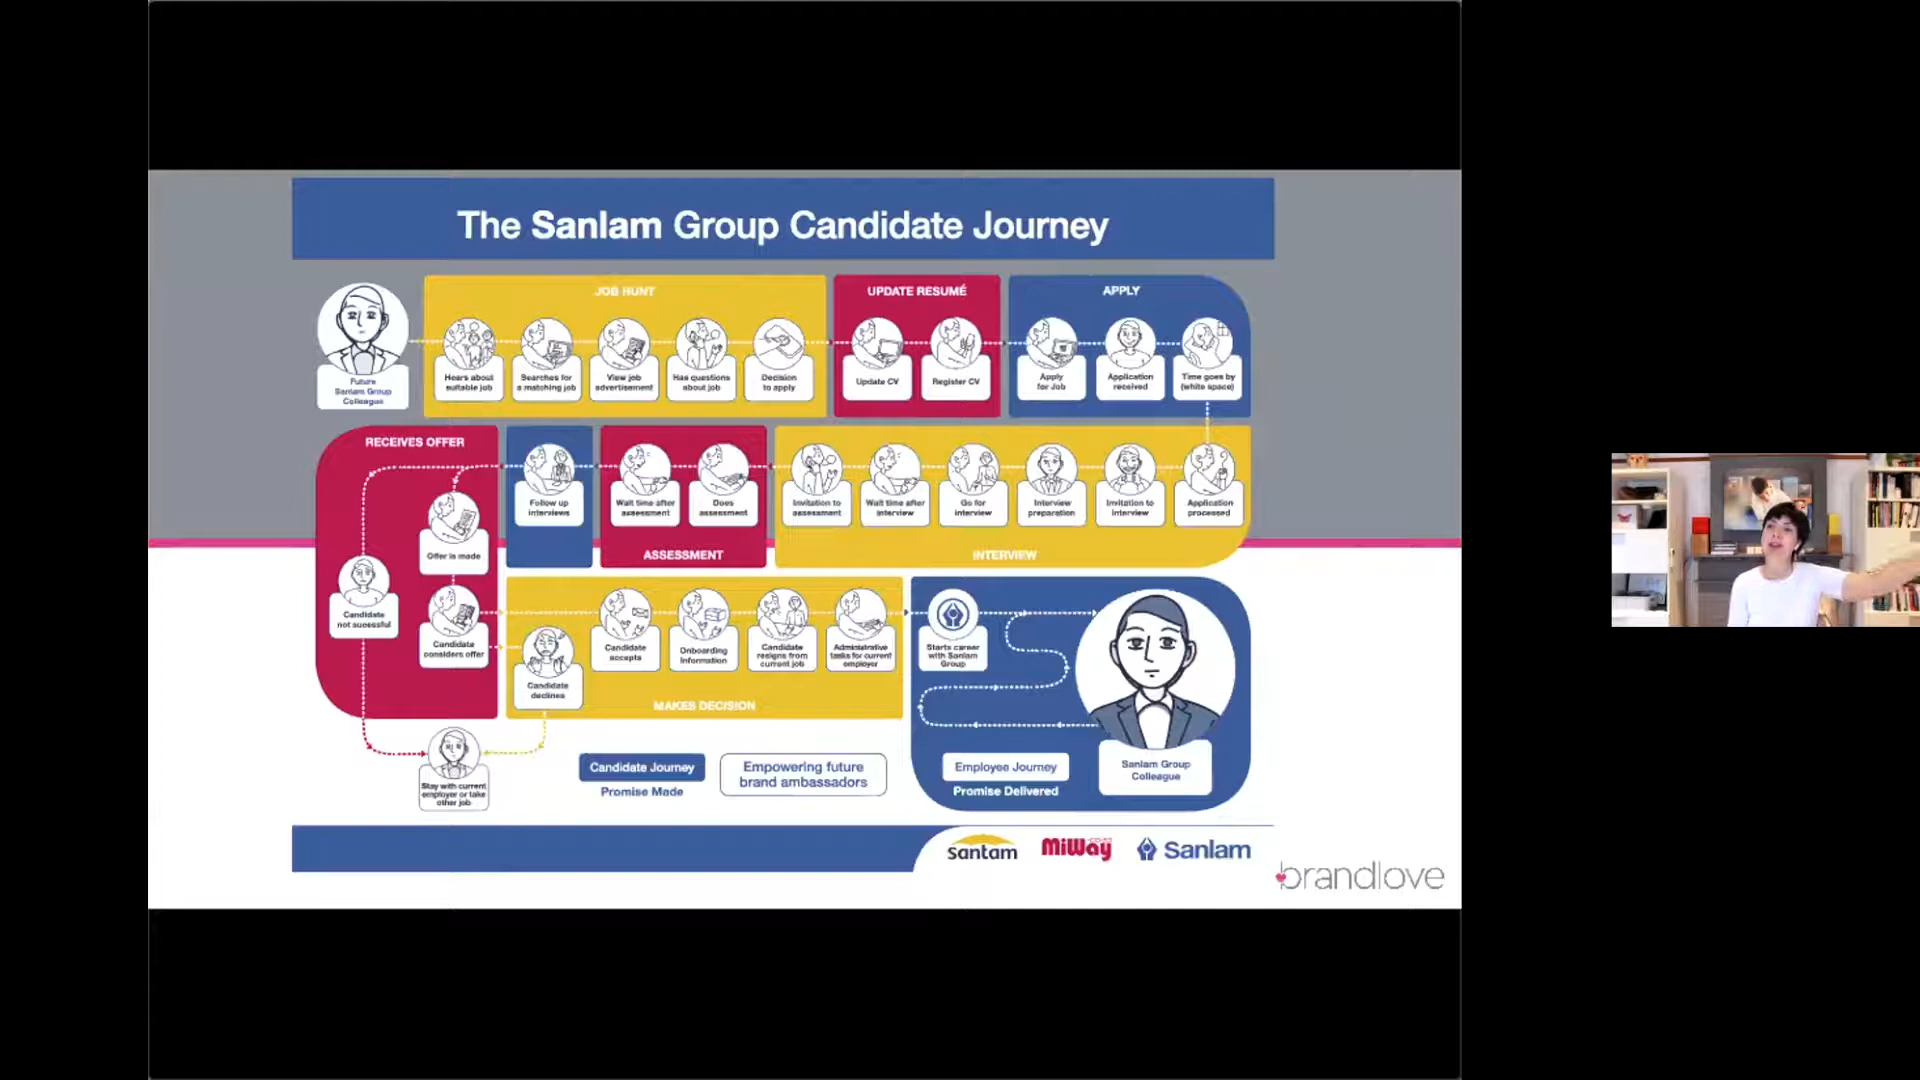 The Sanlam Group Candidate Journey
JOB HUNT
UPDATE RESUMÉ
APPLY
Future
Sanlam Group
Colleague
Hears about
suitable job
Searches for
a matching job
View job
advertisement
Has questions
about job
Decision
to apply
Update CV
Register CV
Apply
for Job
Application
received
Time goes by
(white space)
RECEIVES OFFER
Follow up
interviews
Wait time after
assessment
Does
assessment
Invitation to
assessment
Wait time after
interview
Go for
interview
Interview
preparation
Invitation to
interview
Application
processed
ASSESSMENT
INTERVIEW
Offer is made
Candidate
not sucessful
Candidate
considers offer
Candidate
declines
Candidate
accepts
Onboarding
Information
Candidate
resigns from
current job
Administrative
tasks for current
employer
MAKES DECISION
Starts career
with Sanlam
Group
Sanlam Group
Colleague
Stay with current
employer or take
other job
Candidate Journey
Promise Made
Empowering future
brand ambassadors
Employee Journey
Promise Delivered
santam
MiWay
Sanlam
brandlove